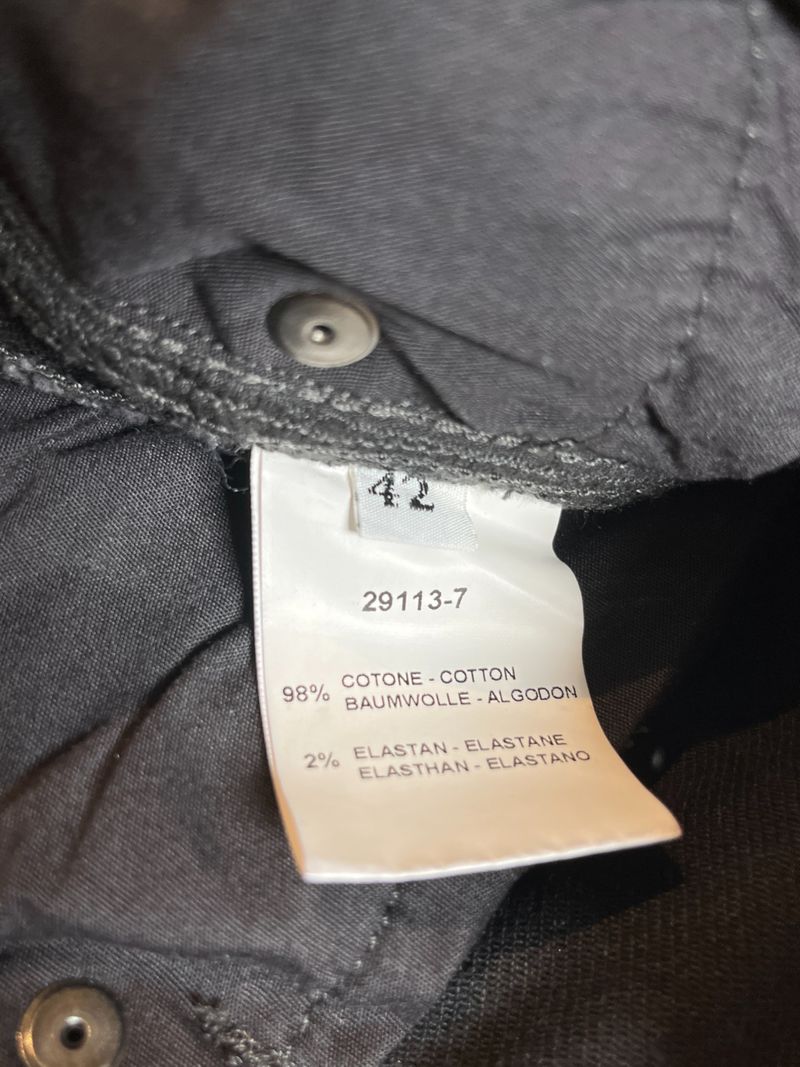 42
29113-7
98% COTONE - COTTON
BAUMWOLLE - ALGODON
2% ELASTAN - ELASTANE
ELASTHAN - ELASTANO